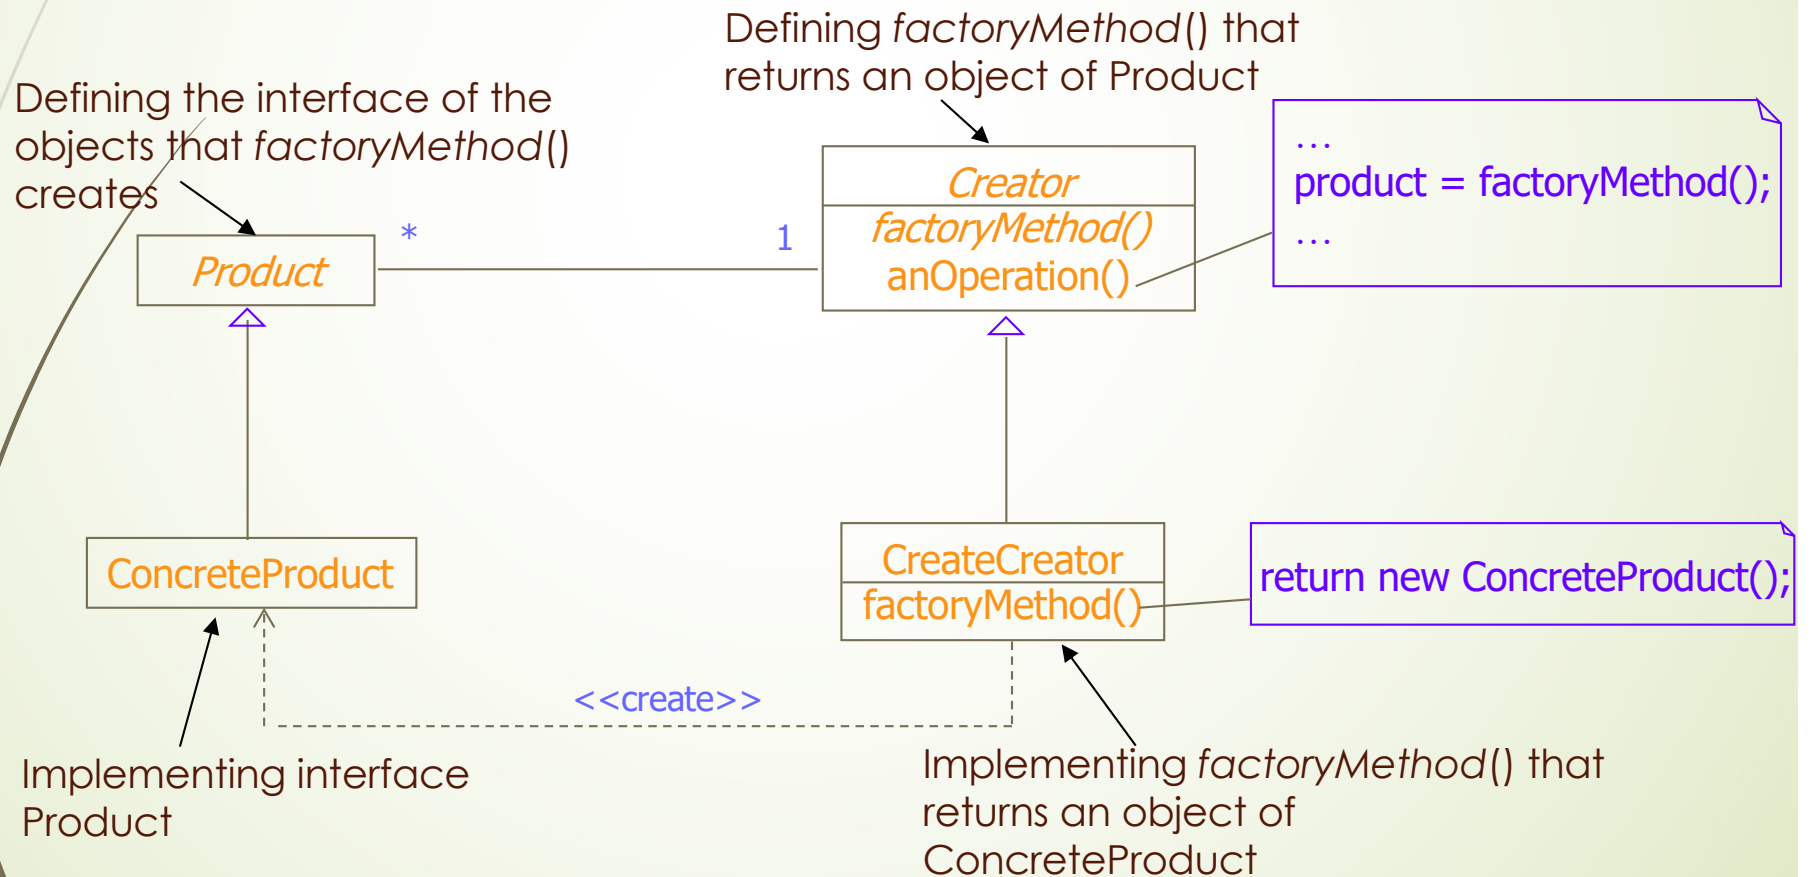 Defining factoryMethod() that
returns an object of Product
Defining the interface of the
objects that factoryMethod()
creates
…
product = factoryMethod();
…
Creator
factoryMethod()
anOperation()
*
1
Product
ConcreteProduct
CreateCreator
factoryMethod()
return new ConcreteProduct();
<<create>>
Implementing interface
Product
Implementing factoryMethod() that
returns an object of
ConcreteProduct